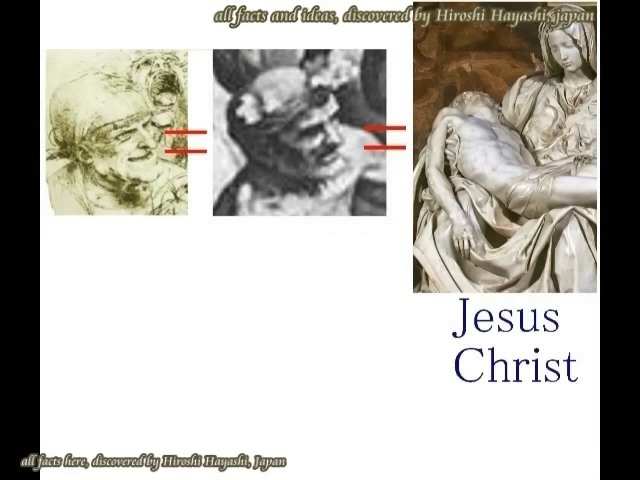 all facts and ideas, discovered by Hiroshi Hayashi, japan
Jesus
Christ
all facts here, discovered by Hiroshi Hayashi, Japan